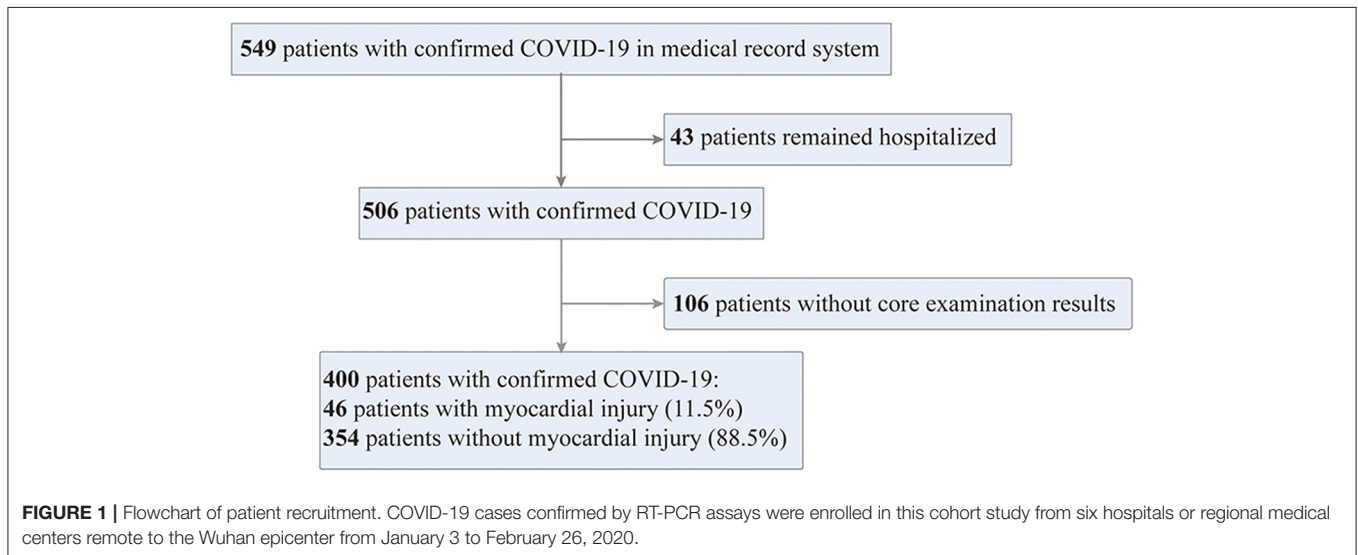 549 patients with confirmed COVID-19 in medical record system
43 patients remained hospitalized
506 patients with confirmed COVID-19
106 patients without core examination results
400 patients with confirmed COVID-19:
46 patients with myocardial injury (11.5%)
354 patients without myocardial injury (88.5%)
FIGURE 1 | Flowchart of patient recruitment. COVID-19 cases confirmed by RT-PCR assays were enrolled in this cohort study from six hospitals or regional medical
centers remote to the Wuhan epicenter from January 3 to February 26, 2020.